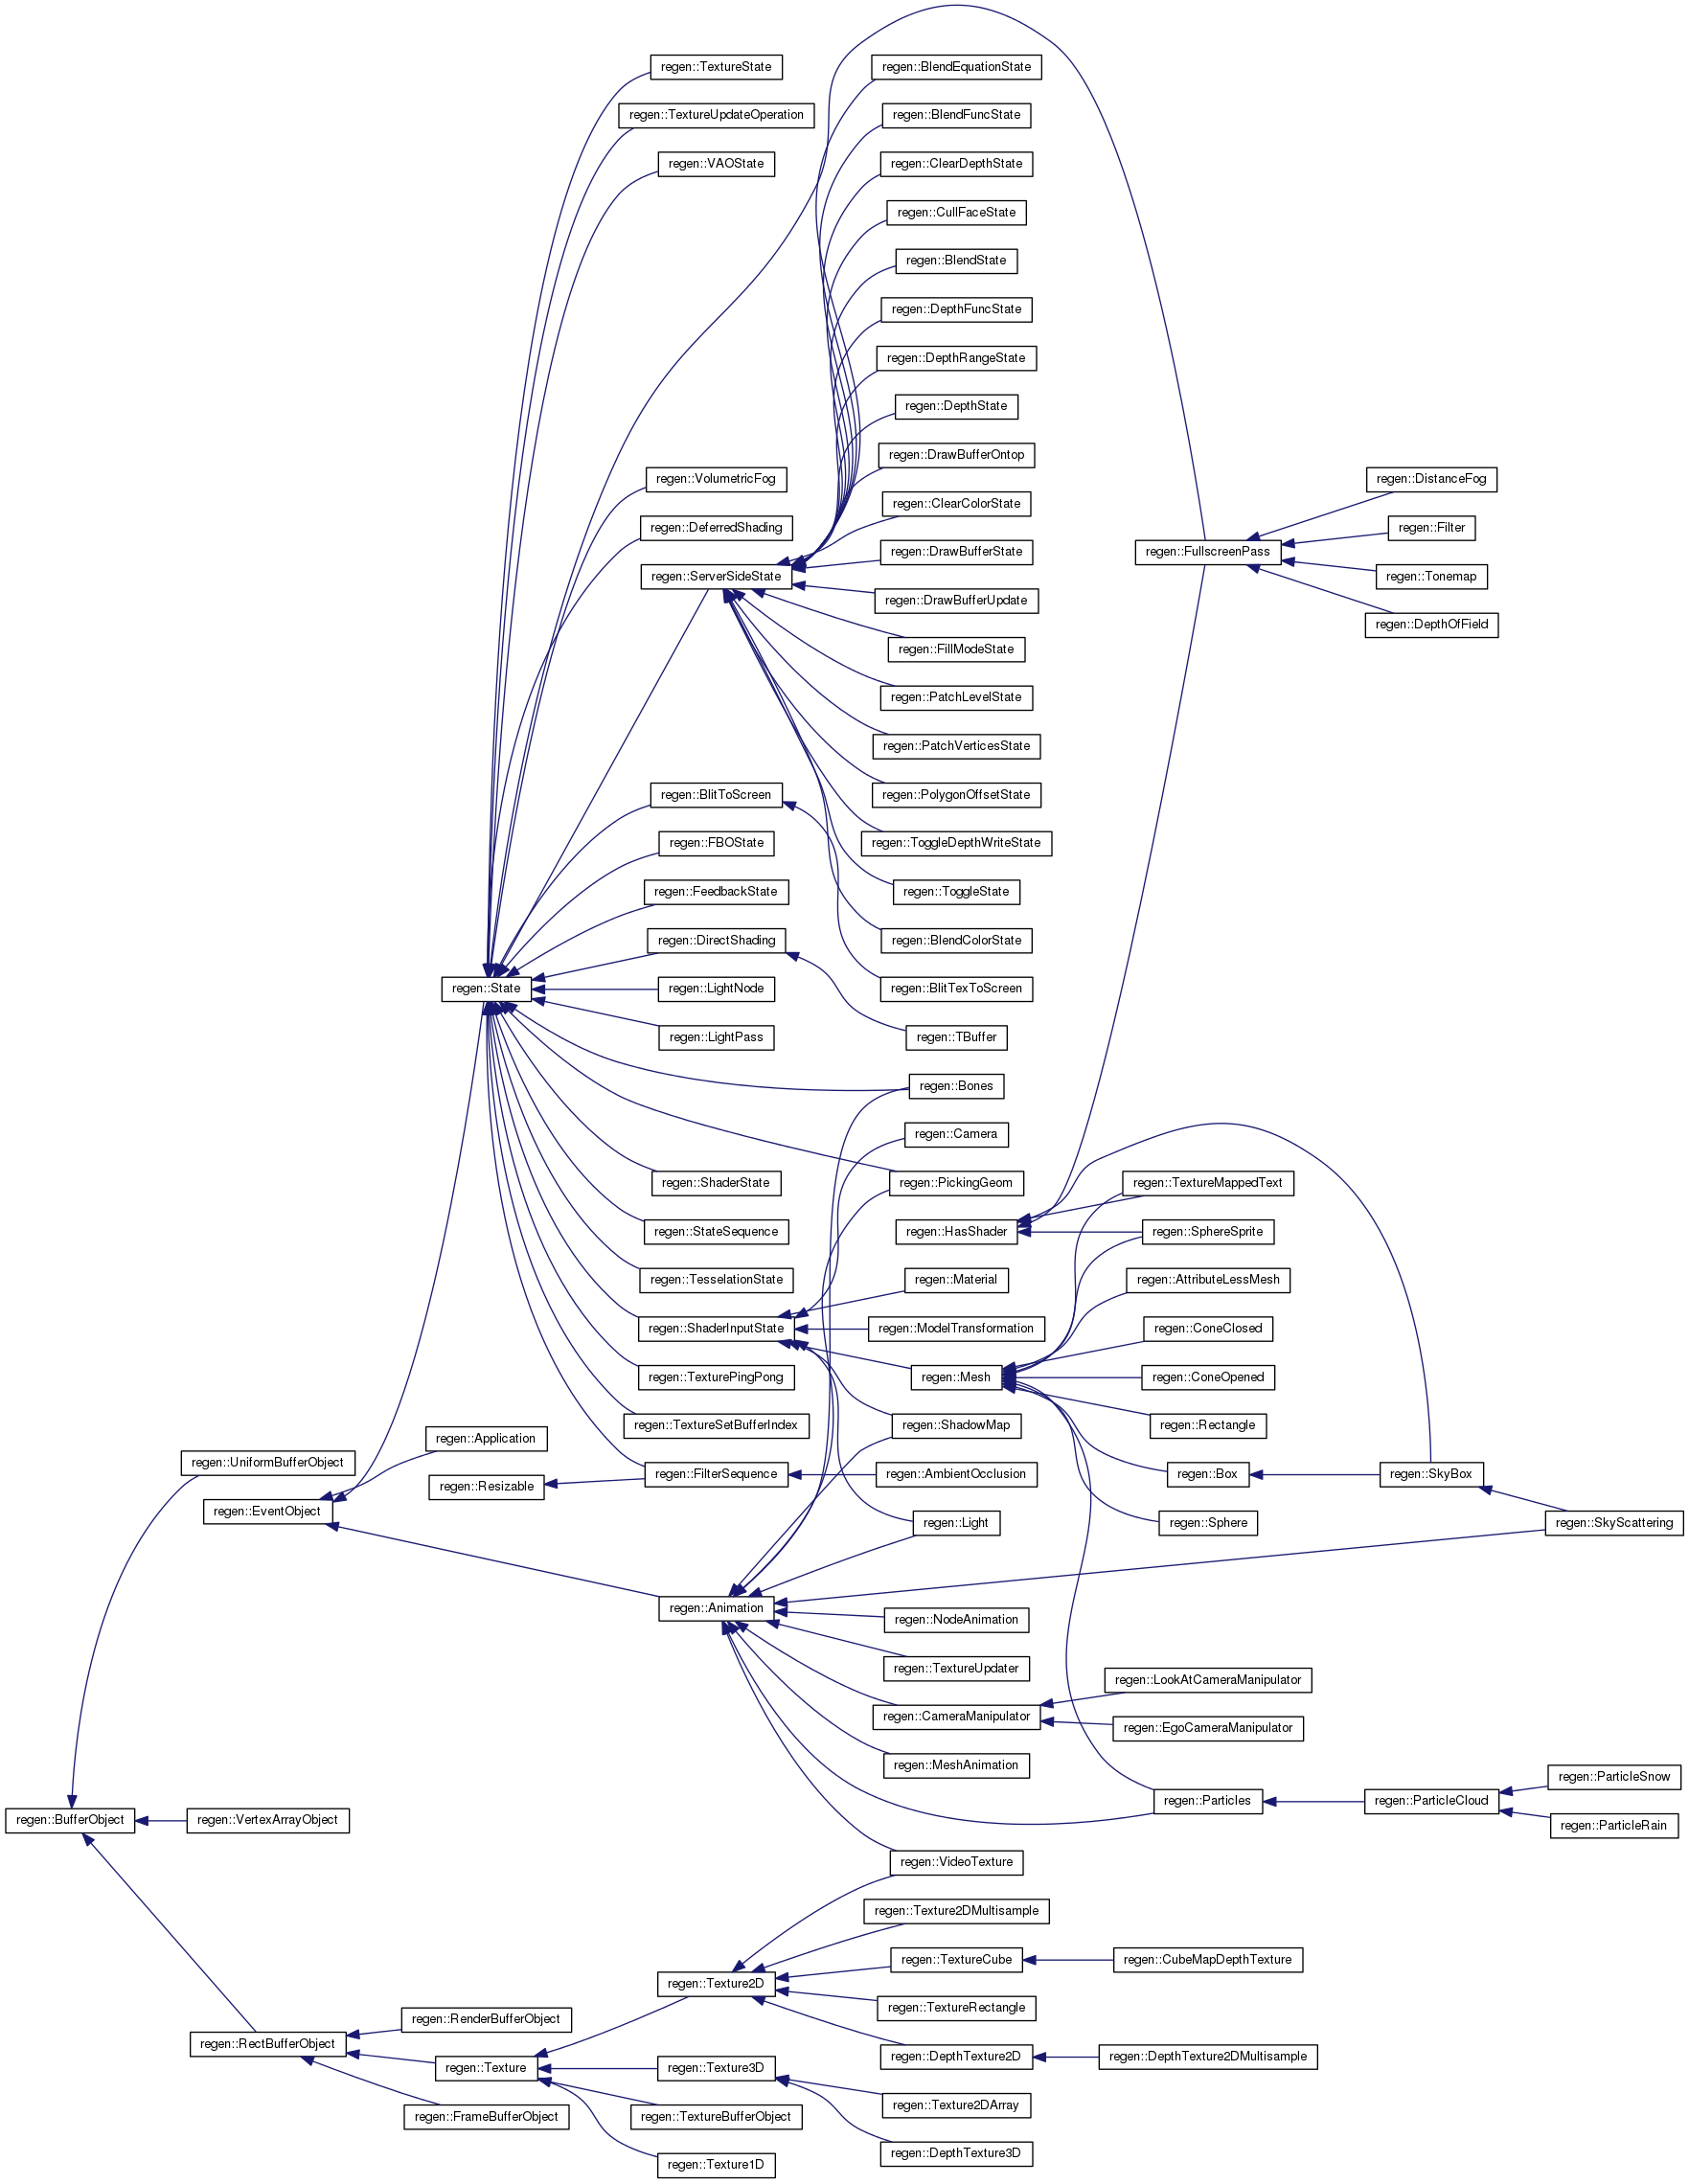 regen::TextureState
regen::BlendEquationState
regen::TextureUpdateOperation
regen::BlendFuncState
regen::VAOState
regen::ClearDepthState
regen::CullFaceState
regen::BlendState
regen::DepthFuncState
regen::DepthRangeState
regen::DepthState
regen::DrawBufferOntop
regen::VolumetricFog
regen::DistanceFog
regen::ClearColorState
regen::DeferredShading
regen::Filter
regen::DrawBufferState
regen::FullscreenPass
regen::ServerSideState
regen::Tonemap
regen::DrawBufferUpdate
regen::DepthOfField
regen::FillModeState
regen::PatchLevelState
regen::PatchVerticesState
regen::BlitToScreen
regen::PolygonOffsetState
regen::FBOState
regen::ToggleDepthWriteState
regen::FeedbackState
regen::ToggleState
regen::DirectShading
regen::BlendColorState
regen::State
regen::LightNode
regen::BlitTexToScreen
regen::LightPass
regen::TBuffer
regen::Bones
regen::Camera
regen::ShaderState
regen::PickingGeom
regen::TextureMappedText
regen::StateSequence
regen::HasShader
regen::SphereSprite
regen::TesselationState
regen::Material
regen::AttributeLessMesh
regen::ShaderInputState
regen::ModelTransformation
regen::ConeClosed
regen::TexturePingPong
regen::Mesh
regen::ConeOpened
regen::TextureSetBufferIndex
regen::ShadowMap
regen::Rectangle
regen::Application
regen::UniformBufferObject
regen::Resizable
regen::FilterSequence
regen::AmbientOcclusion
regen::Box
regen::SkyBox
regen::EventObject
regen::Light
regen::Sphere
regen::SkyScattering
regen::Animation
regen::NodeAnimation
regen::TextureUpdater
regen::LookAtCameraManipulator
regen::CameraManipulator
regen::EgoCameraManipulator
regen::MeshAnimation
regen::ParticleSnow
regen::Particles
regen::ParticleCloud
regen::BufferObject
regen::VertexArrayObject
regen::ParticleRain
regen::VideoTexture
regen::Texture2DMultisample
regen::TextureCube
regen::CubeMapDepthTexture
regen::Texture2D
regen::TextureRectangle
regen::RenderBufferObject
regen::RectBufferObject
regen::DepthTexture2D
regen::DepthTexture2DMultisample
regen::Texture
regen::Texture3D
regen::Texture2DArray
regen::FrameBufferObject
regen::TextureBufferObject
regen::DepthTexture3D
regen::Texture1D